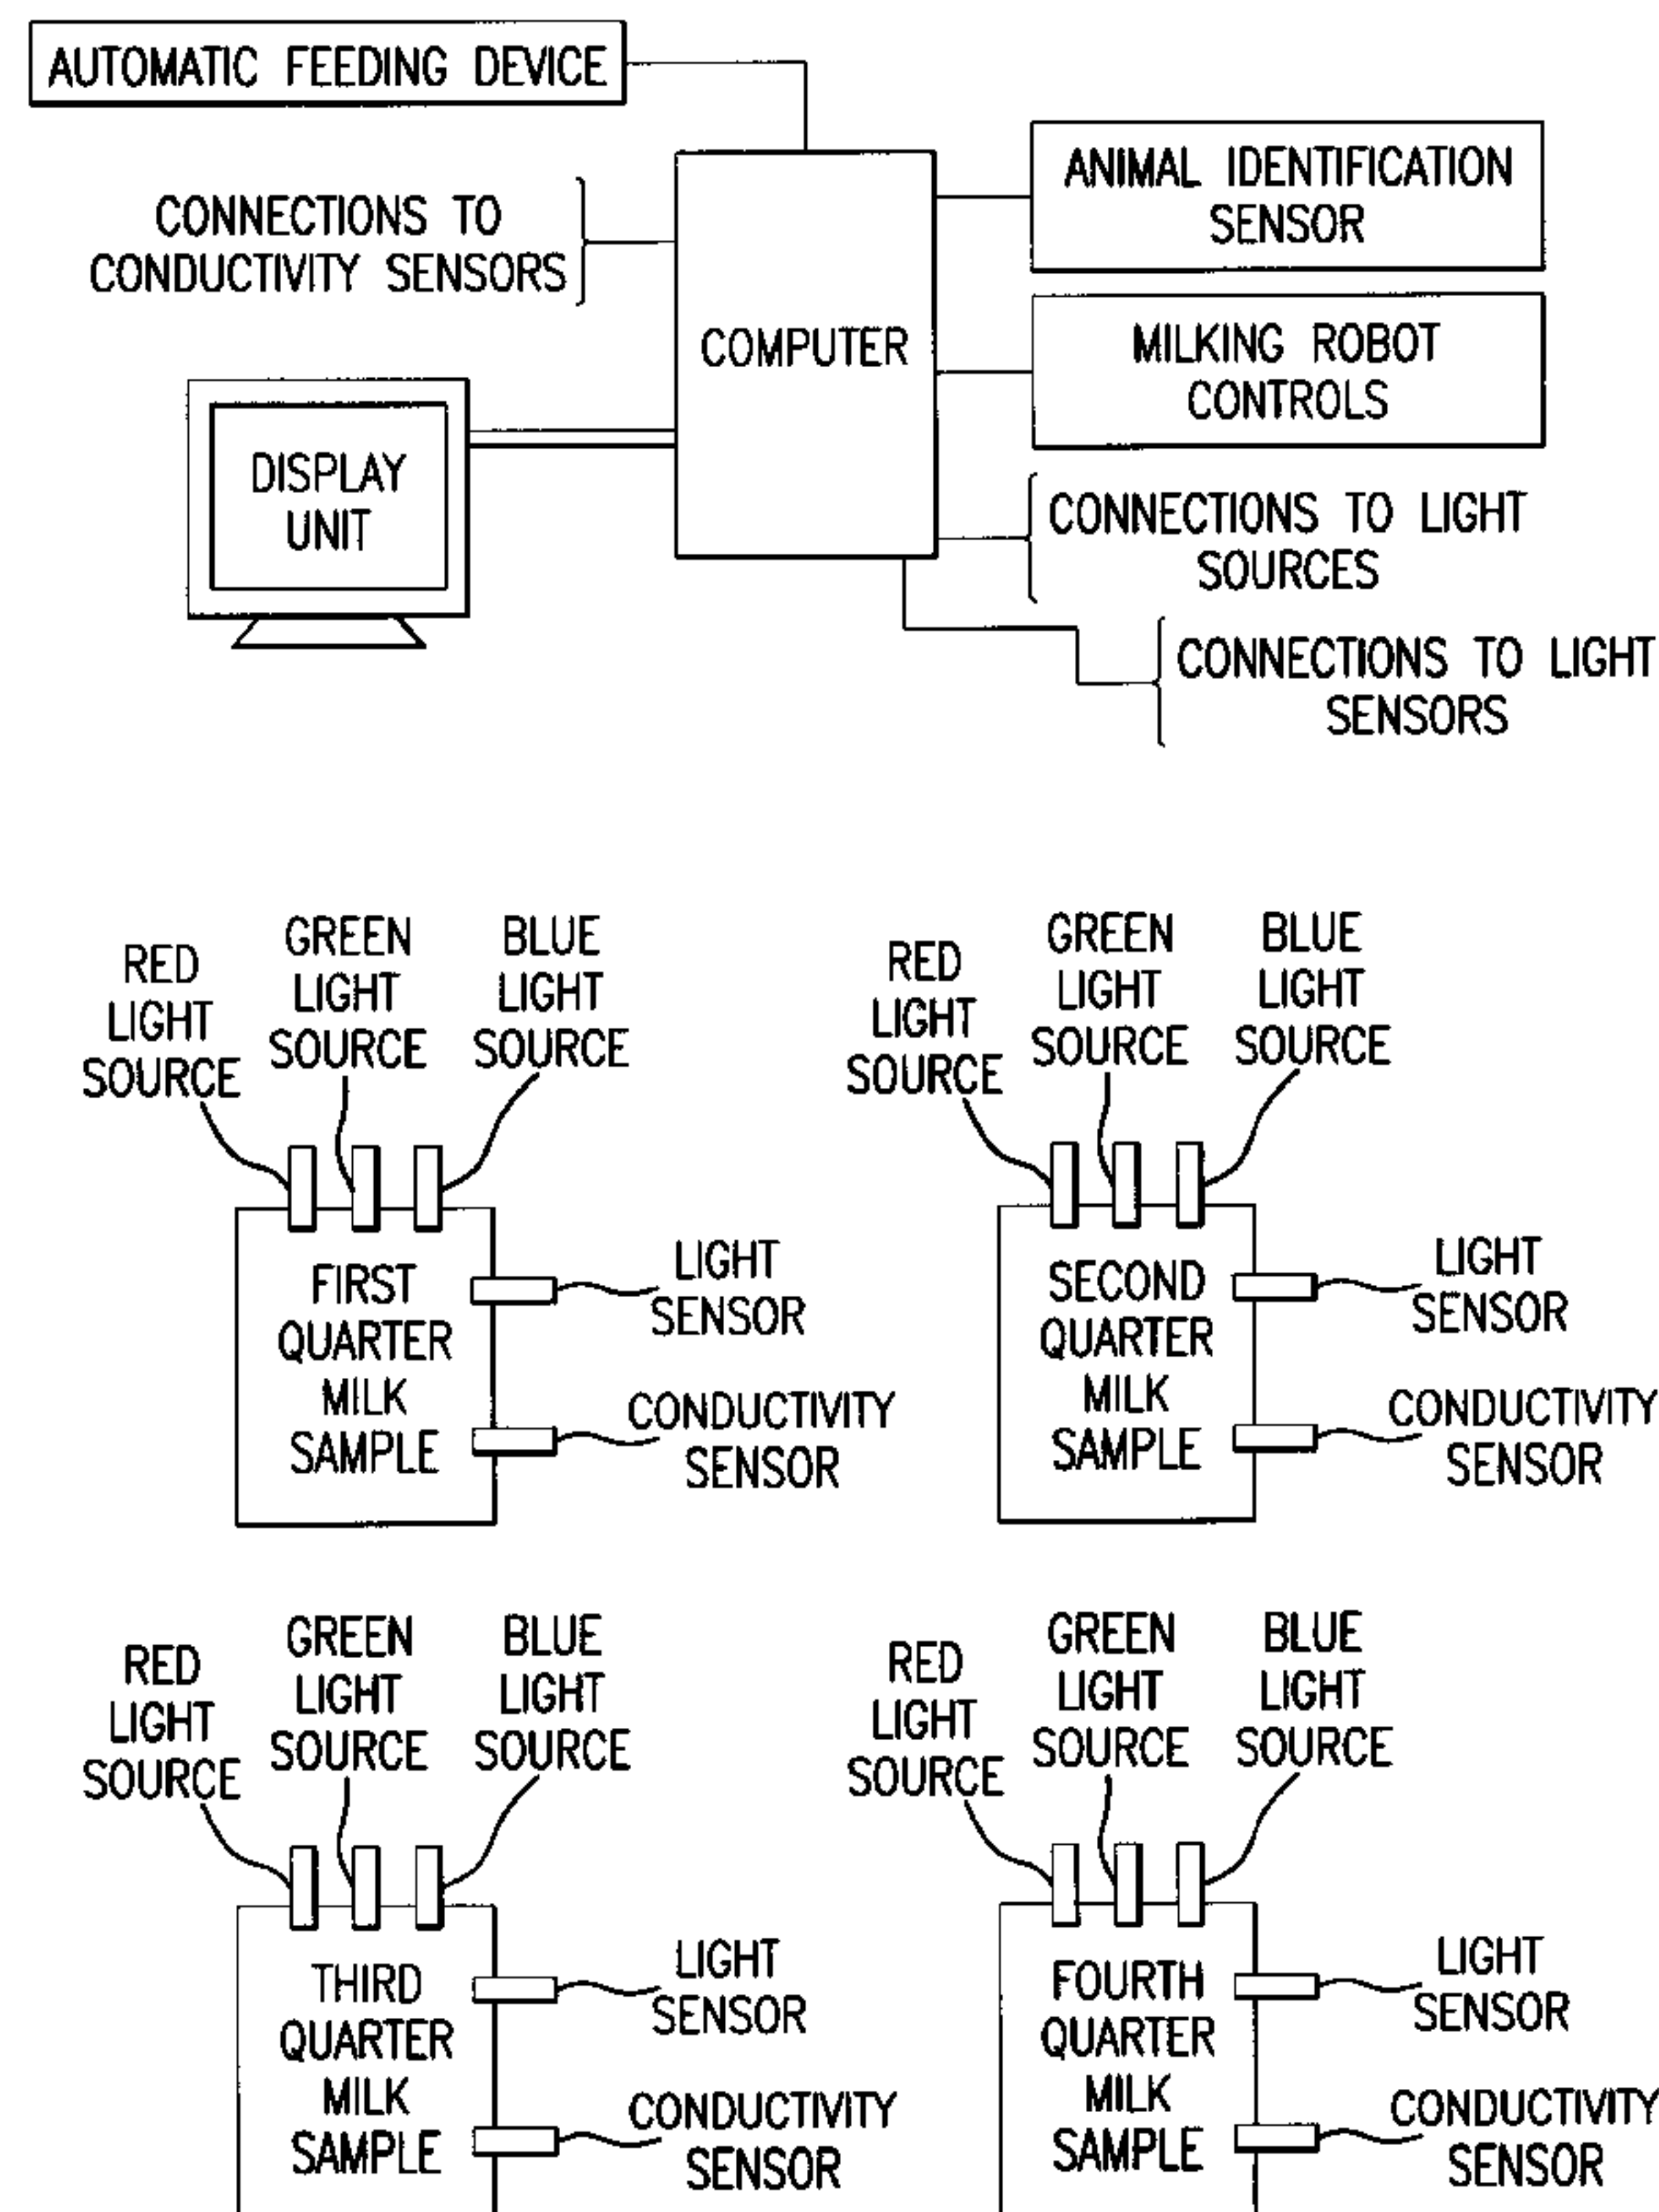 AUTOMATIC FEEDING DEVICE
ANIMAL IDENTIFICATION
SENSOR
CONNECTIONS TO
CONDUCTIVITY SENSORS
COMPUTER
MILKING ROBOT
CONTROLS
DISPLAY
UNIT
CONNECTIONS TO LIGHT
SOURCES
CONNECTIONS TO LIGHT
SENSORS
RED
LIGHT
SOURCE
GREEN
LIGHT
SOURCE
BLUE
LIGHT
SOURCE
FIRST
QUARTER
MILK
SAMPLE
LIGHT
SENSOR
CONDUCTIVITY
SENSOR
RED
LIGHT
SOURCE
GREEN
LIGHT
SOURCE
BLUE
LIGHT
SOURCE
SECOND
QUARTER
MILK
SAMPLE
LIGHT
SENSOR
CONDUCTIVITY
SENSOR
RED
LIGHT
SOURCE
GREEN
LIGHT
SOURCE
BLUE
LIGHT
SOURCE
THIRD
QUARTER
MILK
SAMPLE
LIGHT
SENSOR
CONDUCTIVITY
SENSOR
RED
LIGHT
SOURCE
GREEN
LIGHT
SOURCE
BLUE
LIGHT
SOURCE
FOURTH
QUARTER
MILK
SAMPLE
LIGHT
SENSOR
CONDUCTIVITY
SENSOR